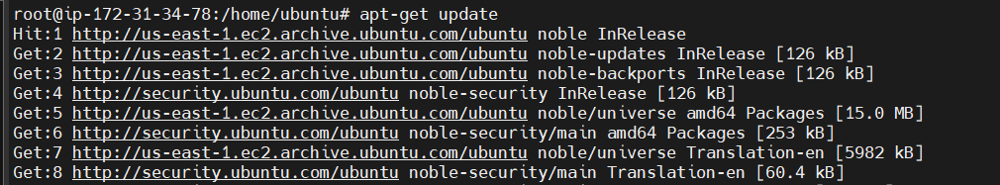 root@ip-172-31-34-78:/home/ubuntu# apt-get update
Hit:1 http://us-east-1.ec2.archive.ubuntu.com/ubuntu noble InRelease
Get:2 http://us-east-1.ec2.archive.ubuntu.com/ubuntu noble-updates InRelease [126 kB]
Get:3 http://us-east-1.ec2.archive.ubuntu.com/ubuntu noble-backports InRelease [126 kB]
Get:4 http://security.ubuntu.com/ubuntu noble-security InRelease [126 kB]
Get:5 http://us-east-1.ec2.archive.ubuntu.com/ubuntu noble/universe amd64 Packages [15.0 MB]
Get:6 http://security.ubuntu.com/ubuntu noble-security/main amd64 Packages [253 kB]
Get:7 http://us-east-1.ec2.archive.ubuntu.com/ubuntu noble/universe Translation-en [5982 kB]
Get:8 http://security.ubuntu.com/ubuntu noble-security/main Translation-en [60.4 kB]